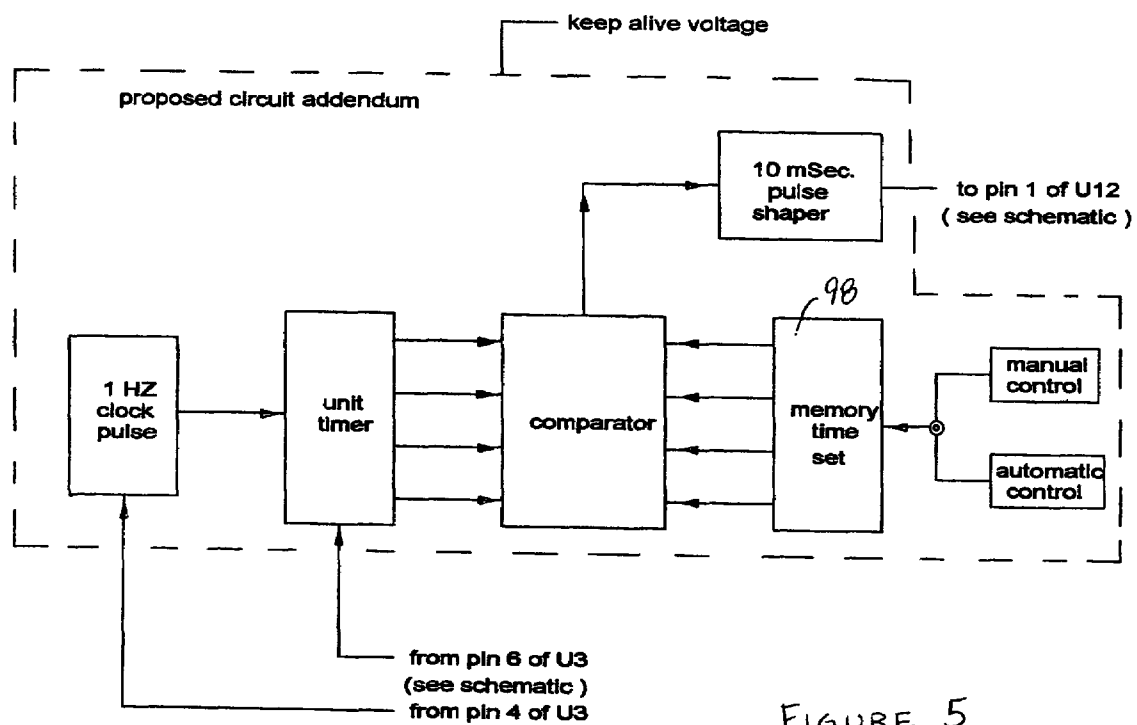 keep alive voltage
proposed circuit addendum
10 mSec.
pulse
shaper
to pin 1 of U12
( see schematic )
98
1 HZ
clock
pulse
unit
timer
comparator
memory
time
set
manual
control
automatic
control
from pin 6 of U3
(see schematic )
from pin 4 of U3
FIGURE 5